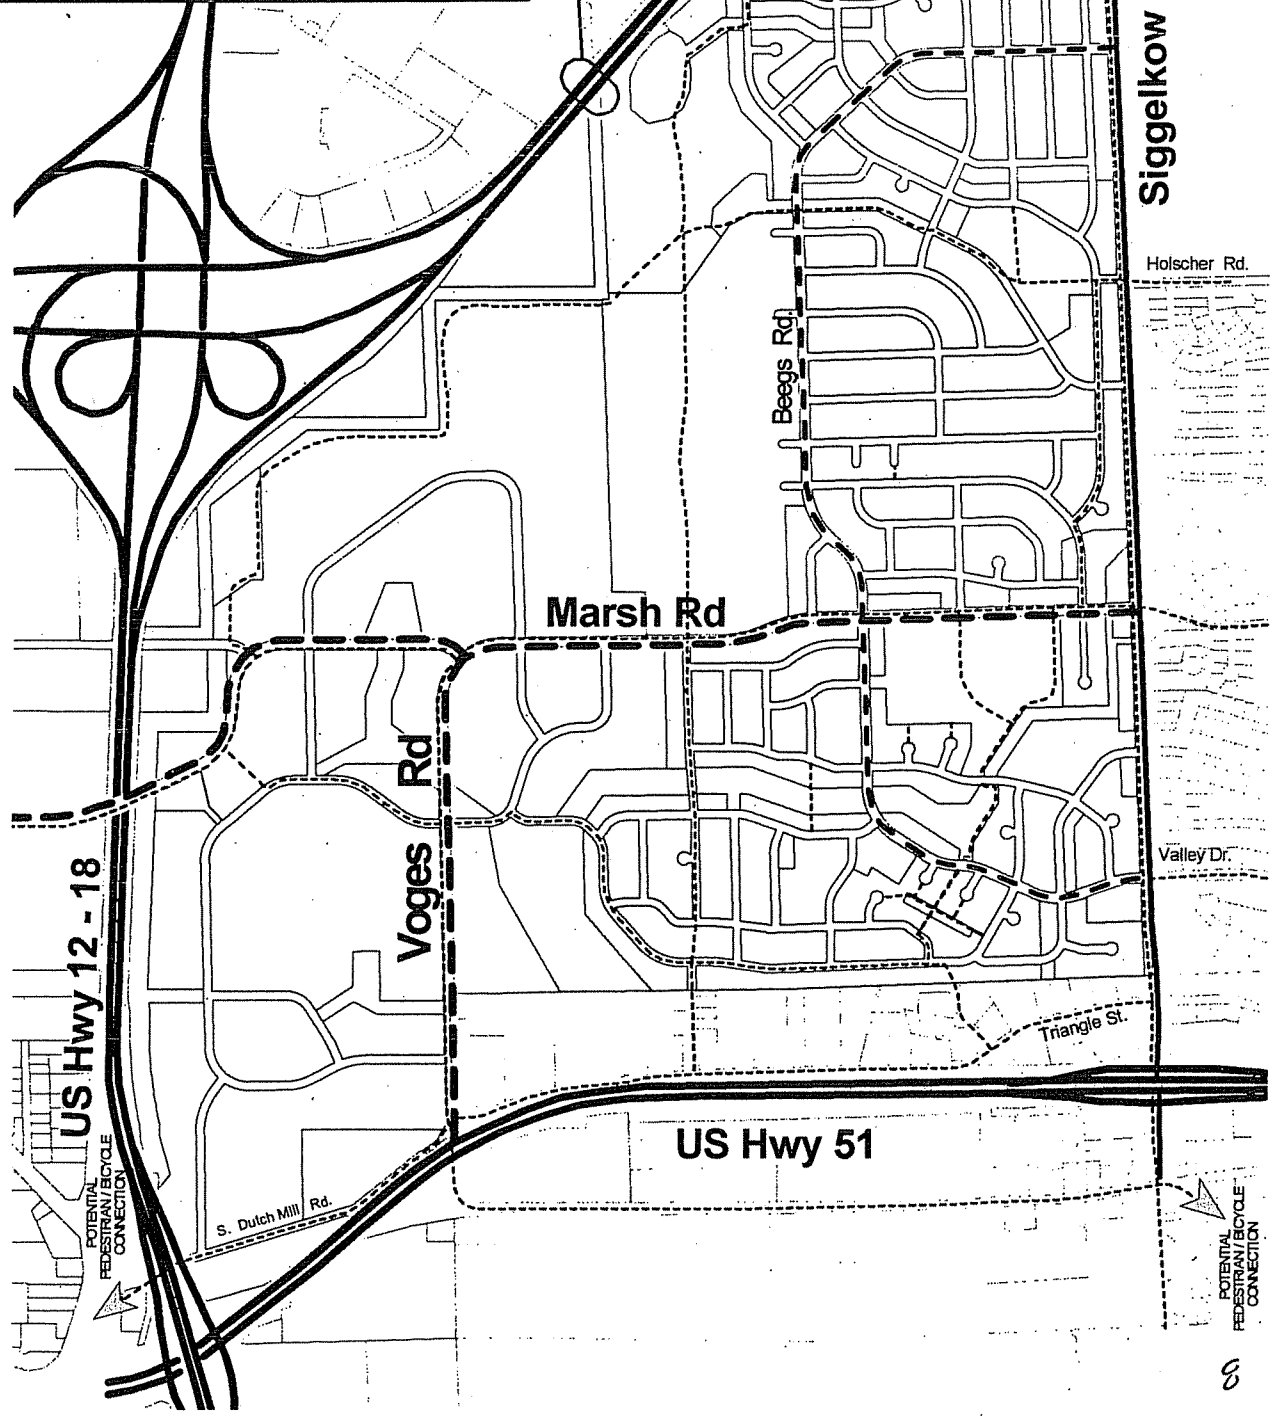 Siggelkow
Holscher Rd.
Beegs Rd.
Marsh Rd
Voges Rd
Valley Dr.
US Hwy 12 - 18
Triangle St.
US Hwy 51
S. Dutch Mill Rd.
POTENTIAL
PEDESTRIAN / BICYCLE
CONNECTION
POTENTIAL
PEDESTRIAN / BICYCLE
CONNECTION
8